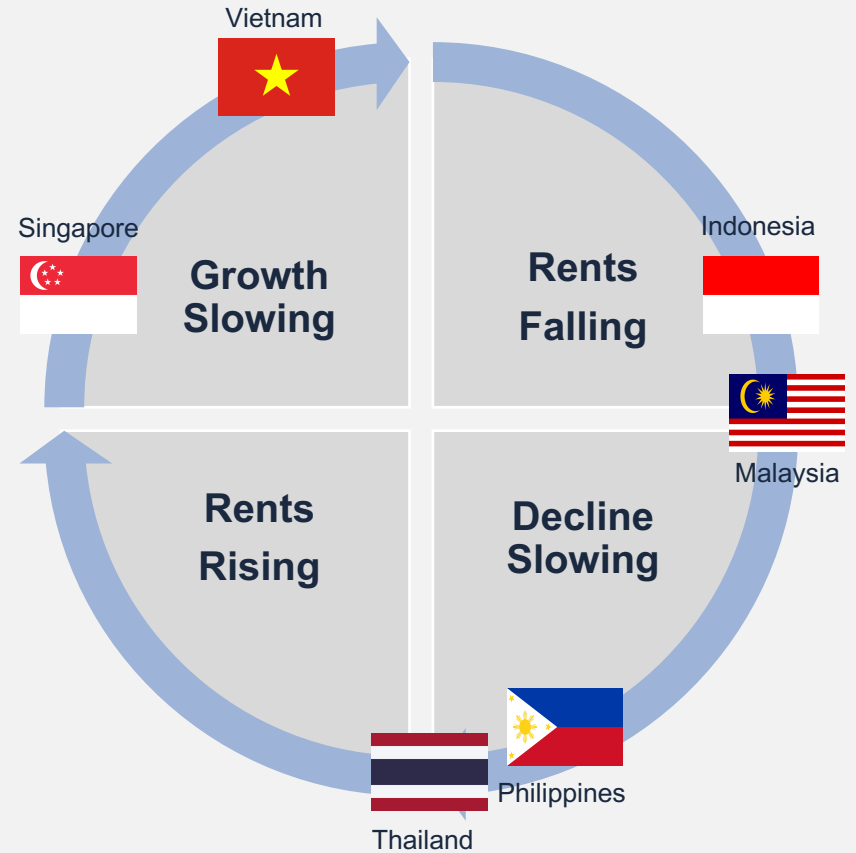 Vietnam
Singapore
Growth
Slowing
Indonesia
Rents
Falling
Malaysia
Rents
Rising
Decline
Slowing
Philippines
Thailand